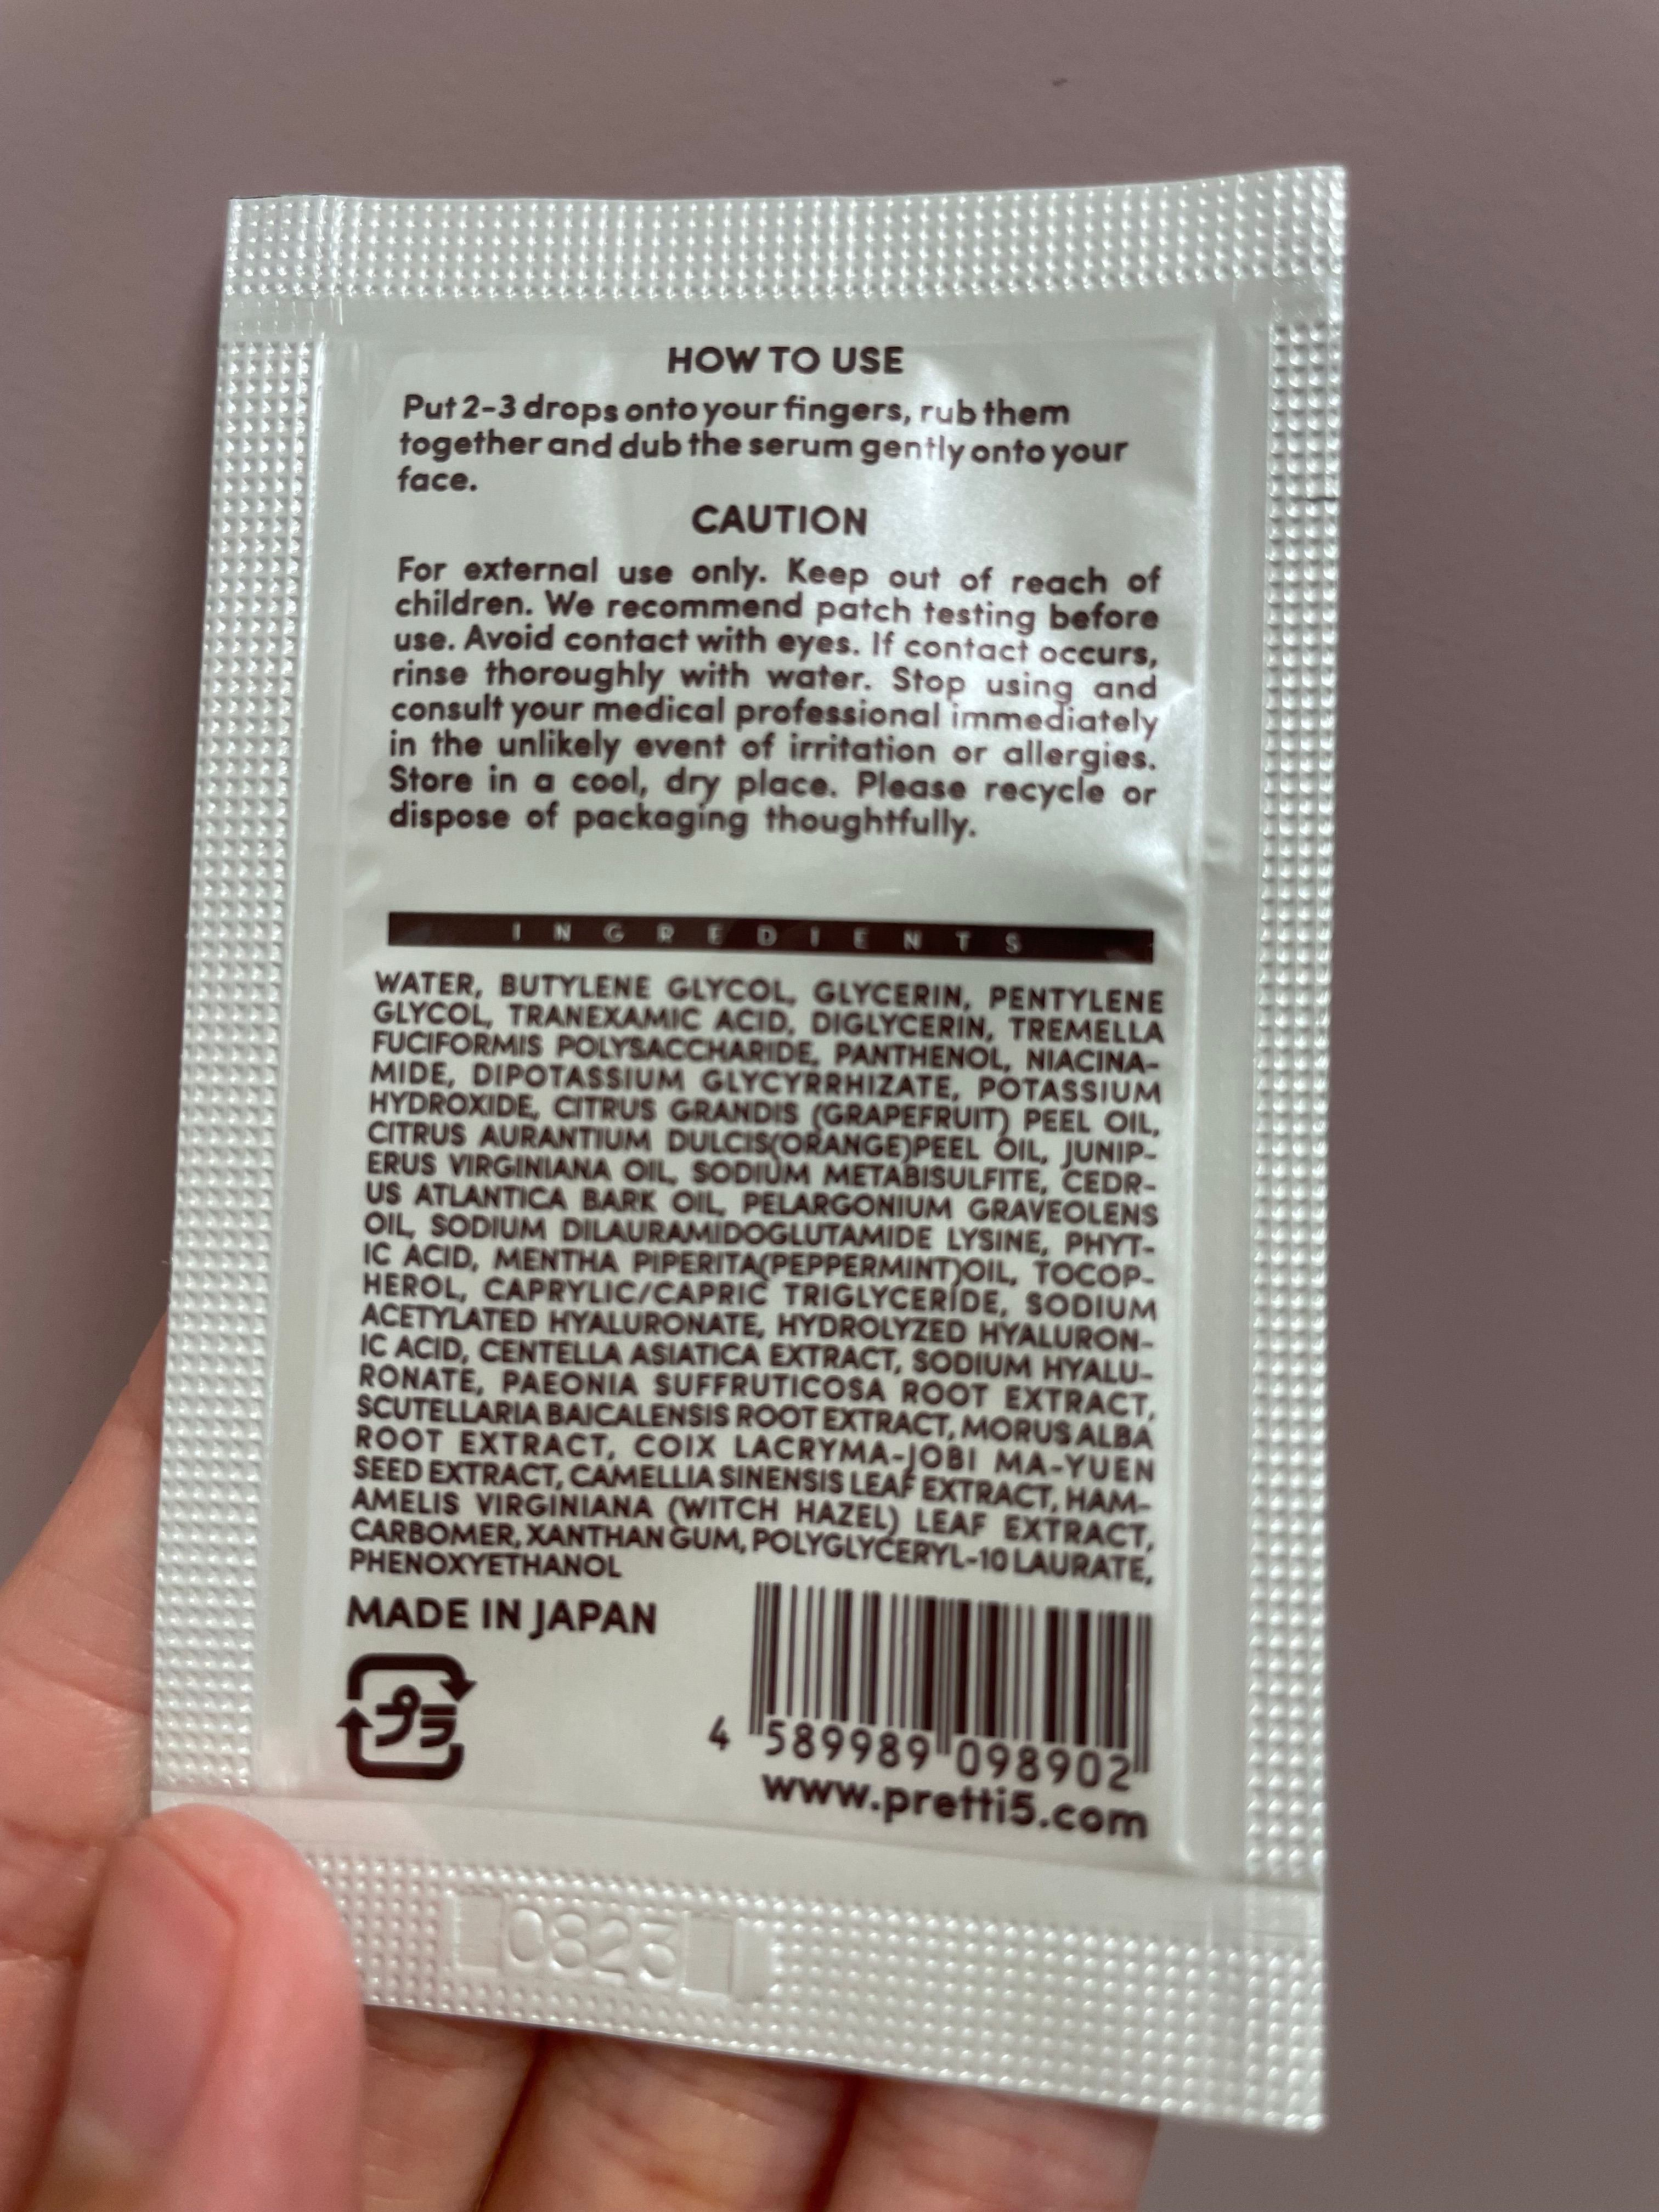 HOW TO USE
Put 2-3 drops onto your fingers, rub them
together and dub the serum gently onto your
face.
CAUTION
For external use only. Keep out of reach of
children. We recommend patch testing before
use. Avoid contact with eyes. If contact occurs,
rinse thoroughly with water. Stop using and
consult your medical professional immediately
in the unlikely event of irritation or allergies.
Store in a cool, dry place. Please recycle or
dispose of packaging thoughtfully.
INGREDIENTS
WATER, BUTYLENE GLYCOL, GLYCERIN, PENTYLENE
GLYCOL, TRANEXAMIC ACID, DIGLYCERIN, TREMELLA
FUCIFORMIS POLYSACCHARIDE, PANTHENOL, NIACINA-
MIDE, DIPOTASSIUM GLYCYRRHIZATE, POTASSIUM
HYDROXIDE, CITRUS GRANDIS (GRAPEFRUIT) PEEL OIL,
CITRUS AURANTIUM DULCIS(ORANGE)PEEL OIL, JUNIP-
ERUS VIRGINIANA OIL, SODIUM METABISULFITE, CEDR-
US ATLANTICA BARK OIL, PELARGONIUM GRAVEOLENS
OIL, SODIUM DILAURAMIDOGLUTAMIDE LYSINE, PHYT-
IC ACID, MENTHA PIPERITA(PEPPERMINT)OIL, TOCOP-
HEROL, CAPRYLIC/CAPRIC TRIGLYCERIDE, SODIUM
ACETYLATED HYALURONATE, HYDROLYZED HYALURON-
IC ACID, CENTELLA ASIATICA EXTRACT, SODIUM HYALU-
RONATE, PAEONIA SUFFRUTICOSA ROOT EXTRACT,
SCUTELLARIA BAICALENSIS ROOT EXTRACT, MORUS ALBA
ROOT EXTRACT, COIX LACRYMA-JOBI MA-YUEN
SEED EXTRACT, CAMELLIA SINENSIS LEAF EXTRACT, HAM-
AMELIS VIRGINIANA (WITCH HAZEL) LEAF EXTRACT,
CARBOMER, XANTHAN GUM, POLYGLYCERYL-10 LAURATE,
PHENOXYETHANOL
MADE IN JAPAN
プラ
4 589989 098902
www.pretti5.com
0823